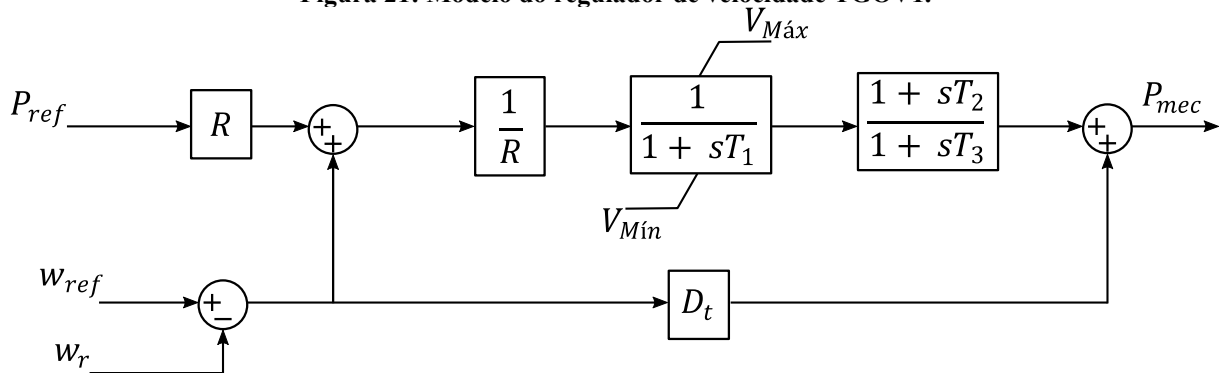 Figura 21: Modelo do regulador de velocidade TGOV1.
V_Máx
P_ref
R
+
+
1
R
1
1 + sT_1
1 + sT_2
1 + sT_3
+
+
P_mec
V_Mín
w_ref
+
−
D_t
w_r